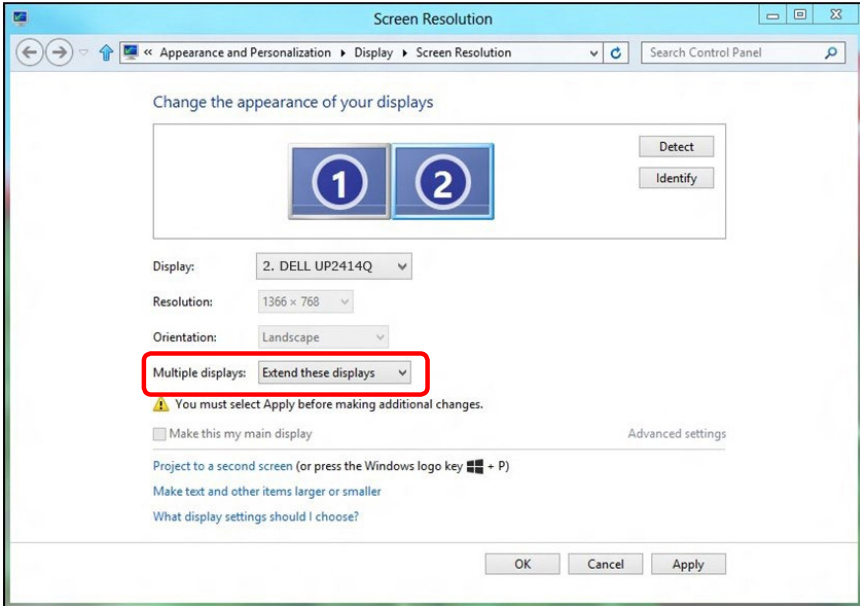 Screen Resolution
« Appearance and Personalization Display Screen Resolution Search Control Panel
Change the appearance of your displays
1 2
Detect
Identify
Display: 2. DELL UP2414Q
Resolution: 1366 × 768
Orientation: Landscape
Multiple displays: Extend these displays
You must select Apply before making additional changes.
Make this my main display Advanced settings
Project to a second screen (or press the Windows logo key + P)
Make text and other items larger or smaller
What display settings should I choose?
OK Cancel Apply